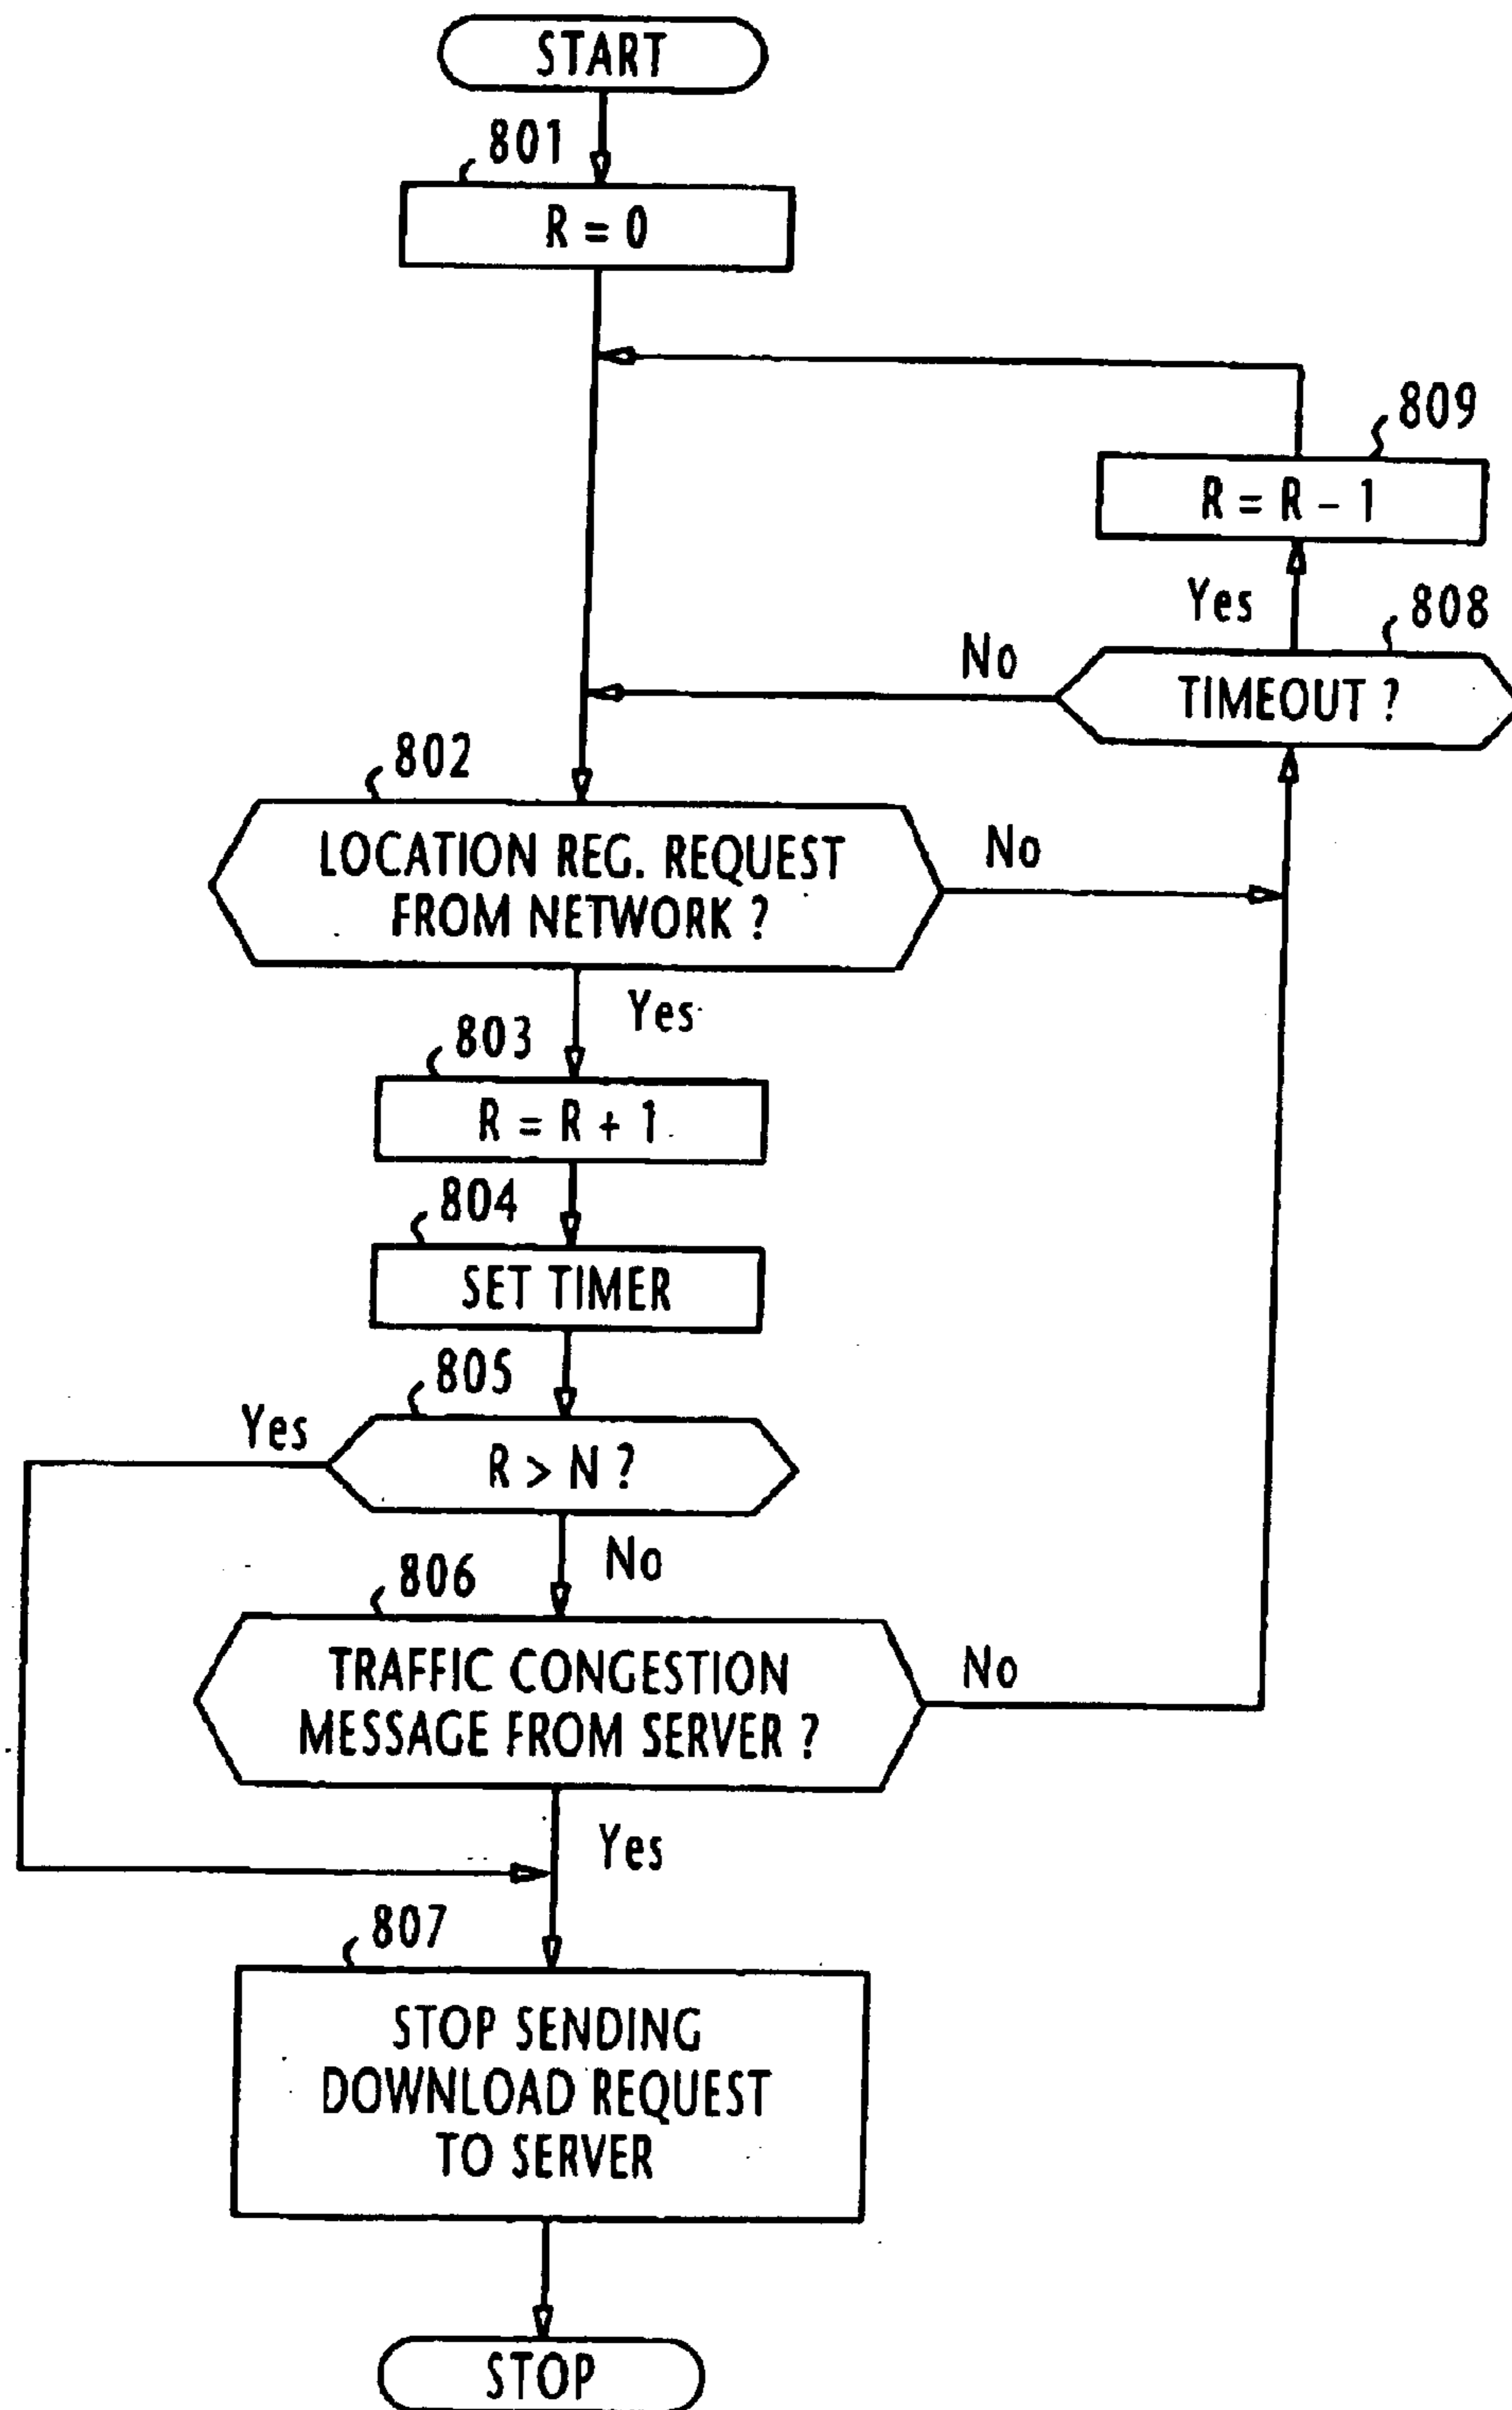 START
801
R = 0
809
R = R - 1
Yes
808
No
TIMEOUT ?
802
LOCATION REG. REQUEST
FROM NETWORK ?
No
Yes
803
R = R + 1
804
SET TIMER
805
Yes
R > N ?
No
806
TRAFFIC CONGESTION
MESSAGE FROM SERVER ?
No
Yes
807
STOP SENDING
DOWNLOAD REQUEST
TO SERVER
STOP